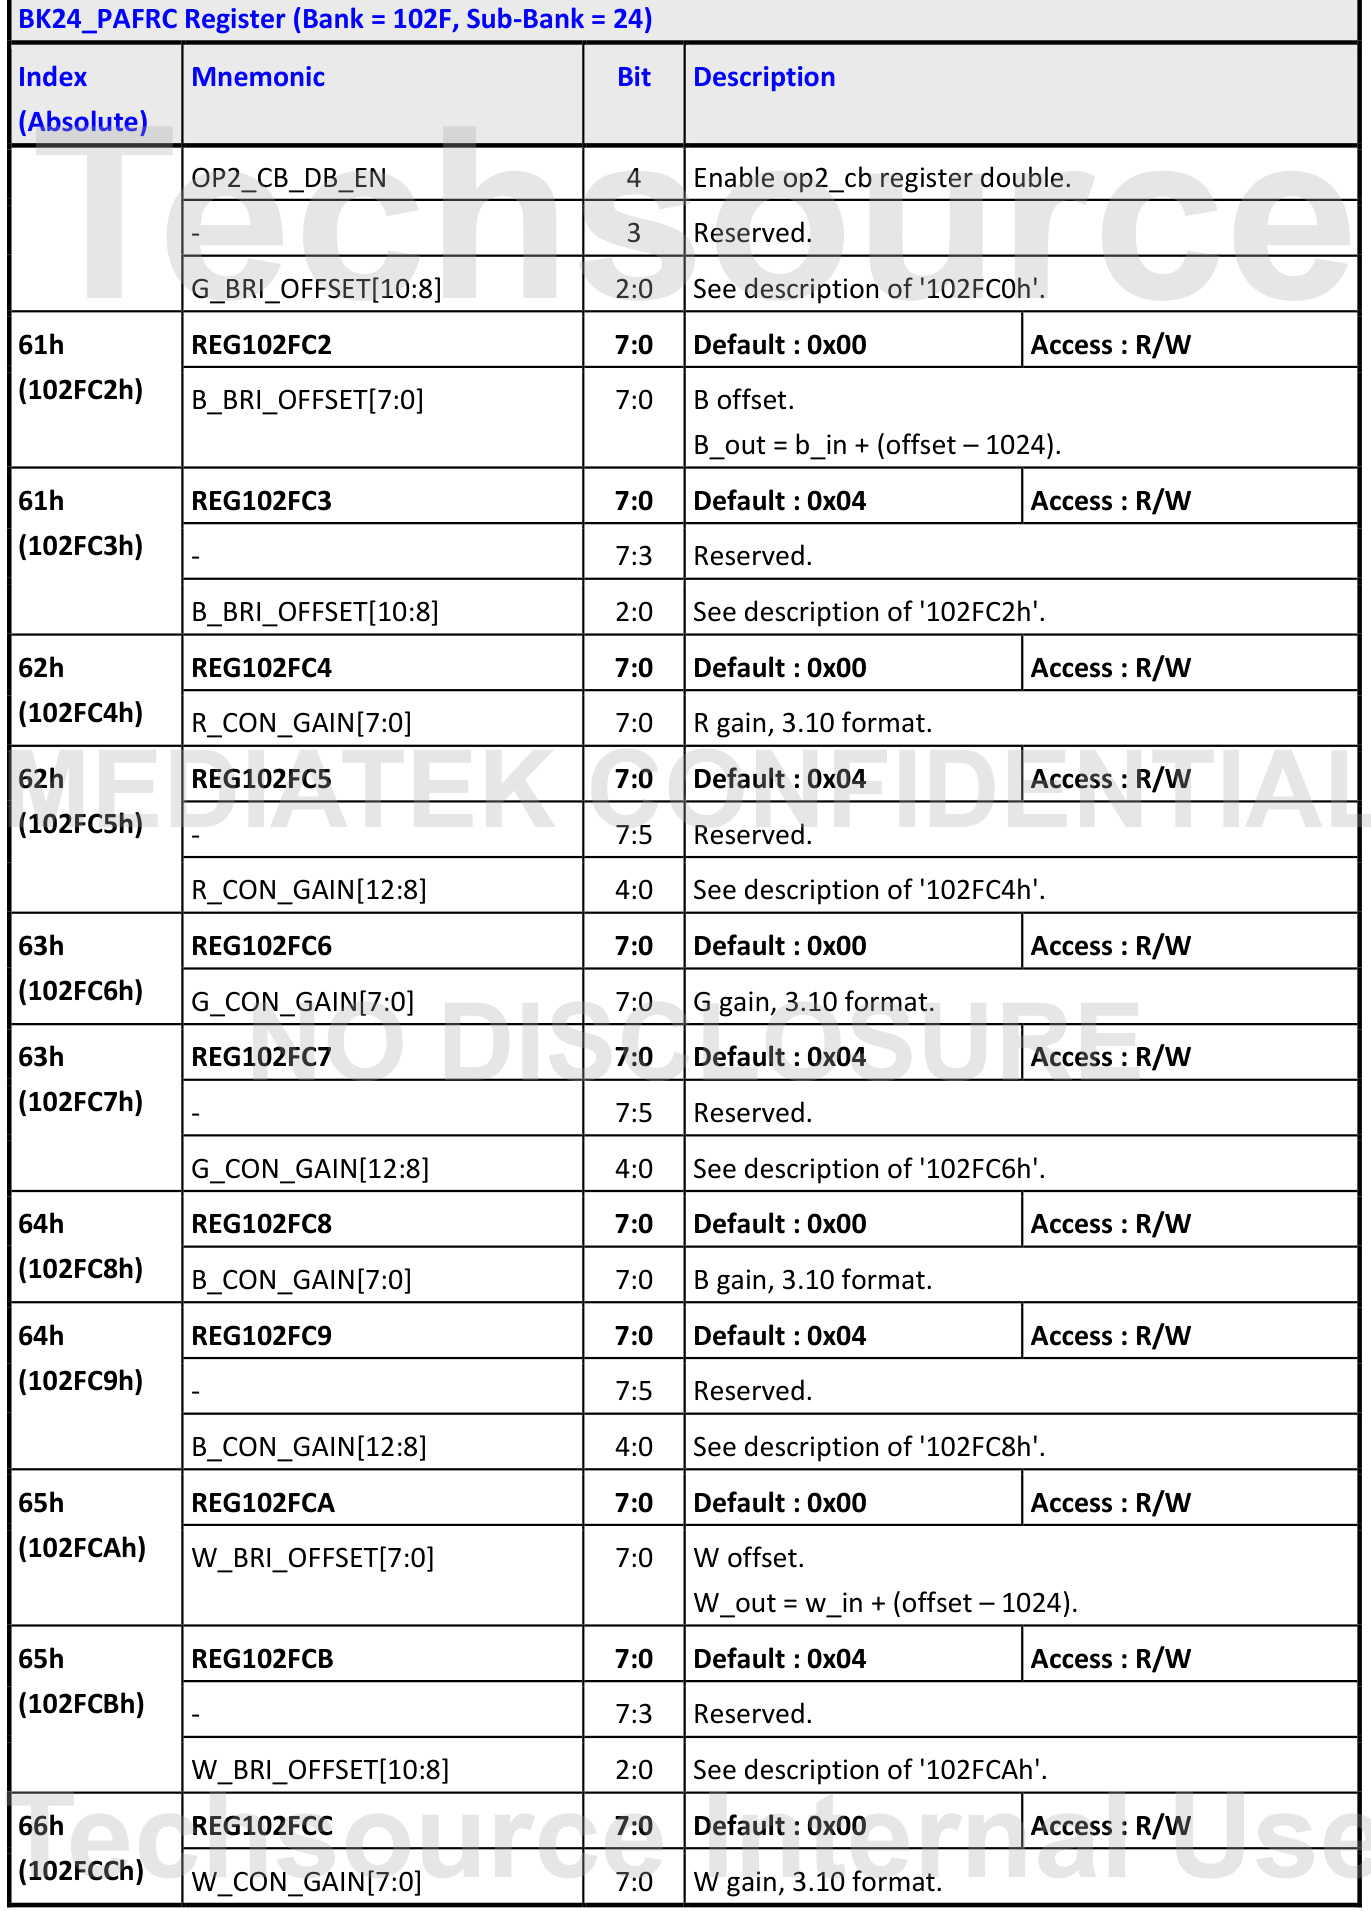 BK24_PAFRC Register (Bank = 102F, Sub-Bank = 24)
Index (Absolute) Mnemonic Bit Description
OP2_CB_DB_EN 4 Enable op2_cb register double.
- 3 Reserved.
G_BRI_OFFSET[10:8] 2:0 See description of '102FC0h'.
61h REG102FC2 7:0 Default : 0x00 Access : R/W
(102FC2h) B_BRI_OFFSET[7:0] 7:0 B offset.
B_out = b_in + (offset – 1024).
61h REG102FC3 7:0 Default : 0x04 Access : R/W
(102FC3h) - 7:3 Reserved.
B_BRI_OFFSET[10:8] 2:0 See description of '102FC2h'.
62h REG102FC4 7:0 Default : 0x00 Access : R/W
(102FC4h) R_CON_GAIN[7:0] 7:0 R gain, 3.10 format.
62h REG102FC5 7:0 Default : 0x04 Access : R/W
(102FC5h) - 7:5 Reserved.
R_CON_GAIN[12:8] 4:0 See description of '102FC4h'.
63h REG102FC6 7:0 Default : 0x00 Access : R/W
(102FC6h) G_CON_GAIN[7:0] 7:0 G gain, 3.10 format.
63h REG102FC7 7:0 Default : 0x04 Access : R/W
(102FC7h) - 7:5 Reserved.
G_CON_GAIN[12:8] 4:0 See description of '102FC6h'.
64h REG102FC8 7:0 Default : 0x00 Access : R/W
(102FC8h) B_CON_GAIN[7:0] 7:0 B gain, 3.10 format.
64h REG102FC9 7:0 Default : 0x04 Access : R/W
(102FC9h) - 7:5 Reserved.
B_CON_GAIN[12:8] 4:0 See description of '102FC8h'.
65h REG102FCA 7:0 Default : 0x00 Access : R/W
(102FCAh) W_BRI_OFFSET[7:0] 7:0 W offset.
W_out = w_in + (offset – 1024).
65h REG102FCB 7:0 Default : 0x04 Access : R/W
(102FCBh) - 7:3 Reserved.
W_BRI_OFFSET[10:8] 2:0 See description of '102FCAh'.
66h REG102FCC 7:0 Default : 0x00 Access : R/W
(102FCCh) W_CON_GAIN[7:0] 7:0 W gain, 3.10 format.
Techsource
MEDIATEK CONFIDENTIAL
NO DISCLOSURE
Techsource Internal Use